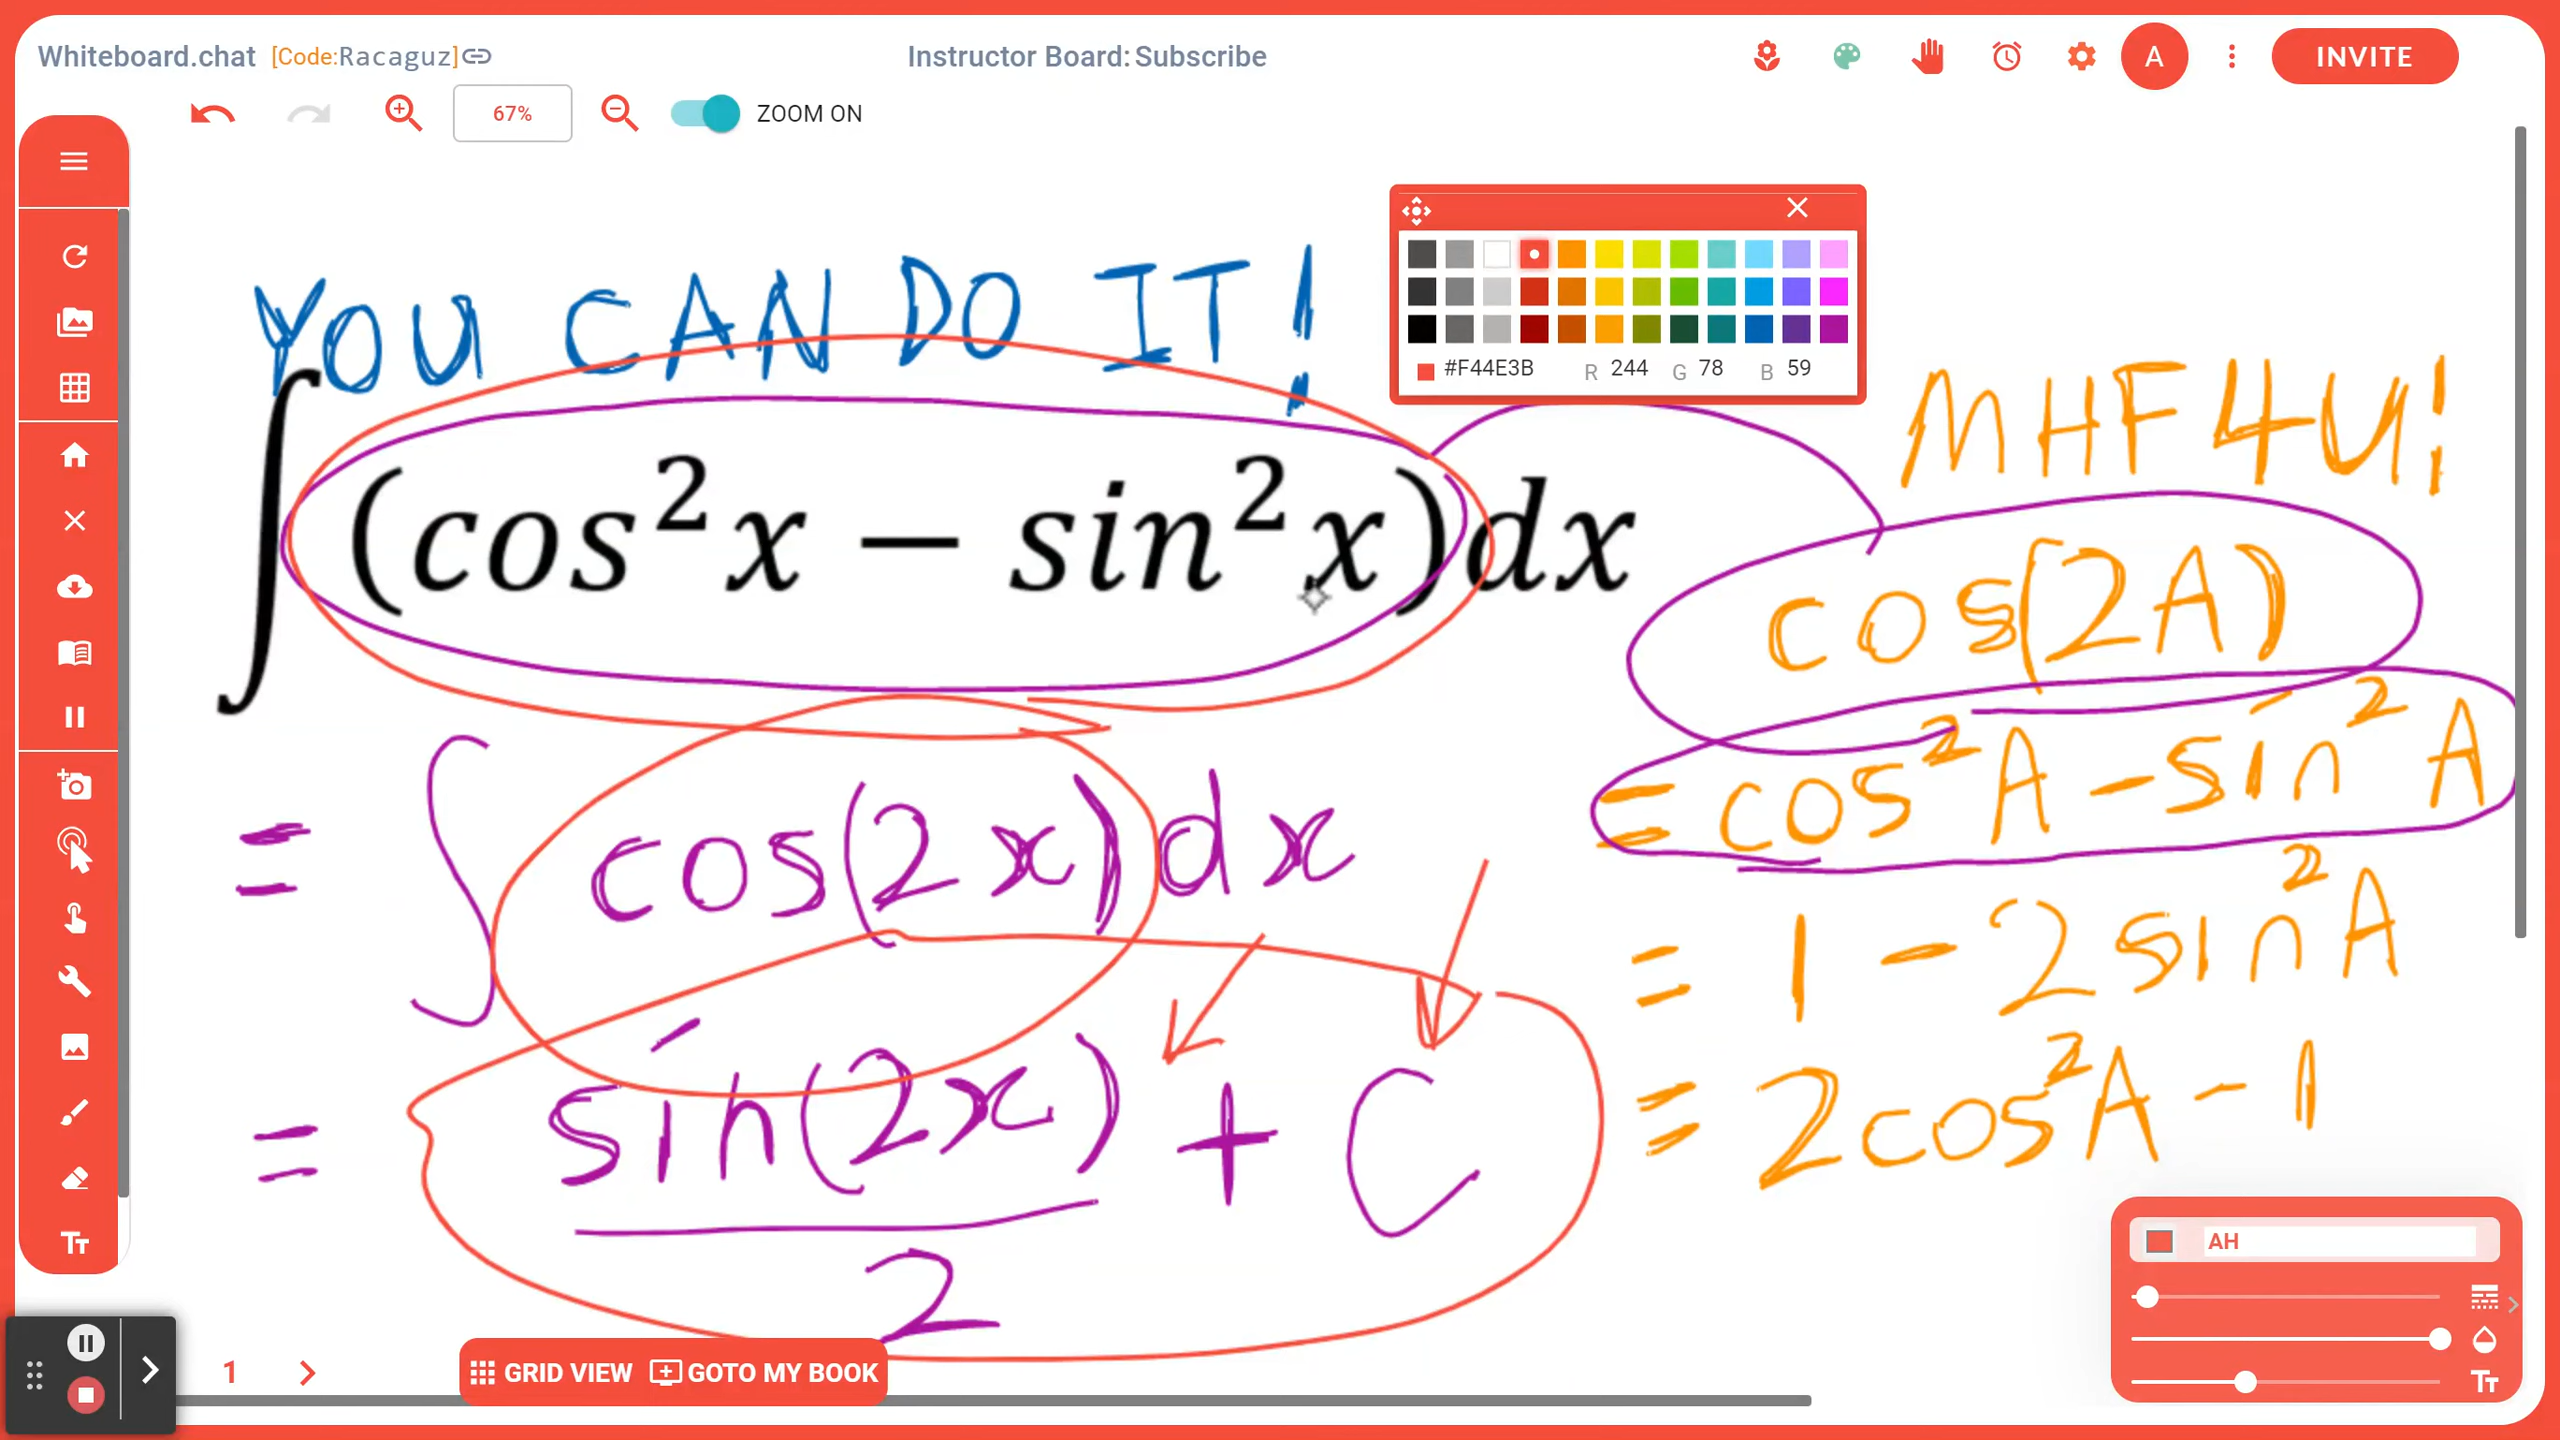 Whiteboard.chat [Code:Racaguz] Instructor Board: Subscribe A INVITE
67% ZOOM ON
YOU CAN DO IT!
#F44E3B R 244 G 78 B 59
MHF4U!
∫(cos²x − sin²x)dx
cos(2A)
= cos²A − sin²A
= ∫ cos(2x)dx
= 1 − 2sin²A
= sin(2x)/2 + C
= 2cos²A − 1
AH
Tт
1 GRID VIEW GOTO MY BOOK
Tт